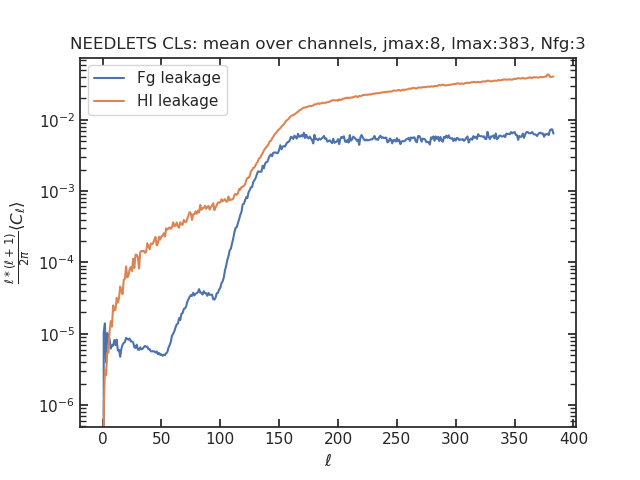 NEEDLETS CLs: mean over channels, jmax:8, lmax:383, Nfg:3
Fg leakage
HI leakage
10⁻²
10⁻³
10⁻⁴
10⁻⁵
10⁻⁶
ℓ*(ℓ+1)/2π ⟨C_ℓ⟩
0 50 100 150 200 250 300 350 400
ℓ